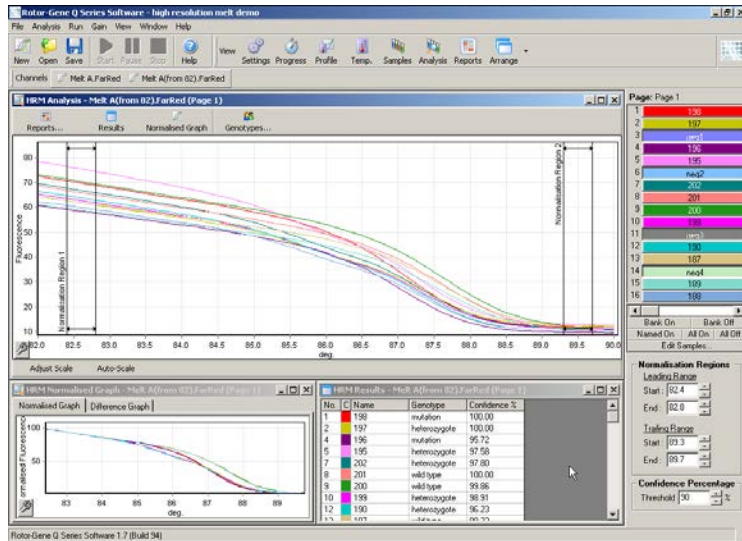 Rotor-Gene Q Series Software - high resolution melt demo
File Analysis Run Gain View Window Help
New Open Save Start Pause Stop Help View Settings Progress Profile Temp. Samples Analysis Reports Arrange
Channels Melt A.FarRed Melt A(from 82).FarRed
HRM Analysis - Melt A(from 82).FarRed (Page 1)
Reports... Results Normalised Graph Genotypes...
80
70
60
50
40
30
20
10
Fluorescence
Normalisation Region 1
Normalisation Region 2
82.0 82.5 83.0 83.5 84.0 84.5 85.0 85.5 86.0 86.5 87.0 87.5 88.0 88.5 89.0 89.5 90.0
deg.
Adjust Scale Auto-Scale
HRM Normalised Graph - Melt A(from 82).FarRed (Page 1)
Normalised Graph Difference Graph
100
50
83 84 85 86 87 88 89
deg.
HRM Results - Melt A(from 82).FarRed (Page 1)
No. C Name Genotype Confidence %
1 198 mutation 100.00
2 197 heterozygote 100.00
4 196 mutation 95.72
5 195 heterozygote 97.58
7 202 heterozygote 97.80
8 201 wild type 100.00
9 200 wild type 99.86
10 199 heterozygote 98.91
12 190 heterozygote 96.23
Page: Page 1
1 198
2 197
3 neg1
4 196
5 195
6 neg2
7 202
8 201
9 200
10 199
11 neg3
12 190
13 187
14 neg4
15 189
16 188
Bank On Bank Off
Named On All On All Off
Edit Samples...
Normalisation Regions
Leading Range
Start : 82.4
End : 82.8
Trailing Range
Start : 89.3
End : 89.7
Confidence Percentage
Threshold 90 %
Rotor-Gene Q Series Software 1.7 (Build 94)